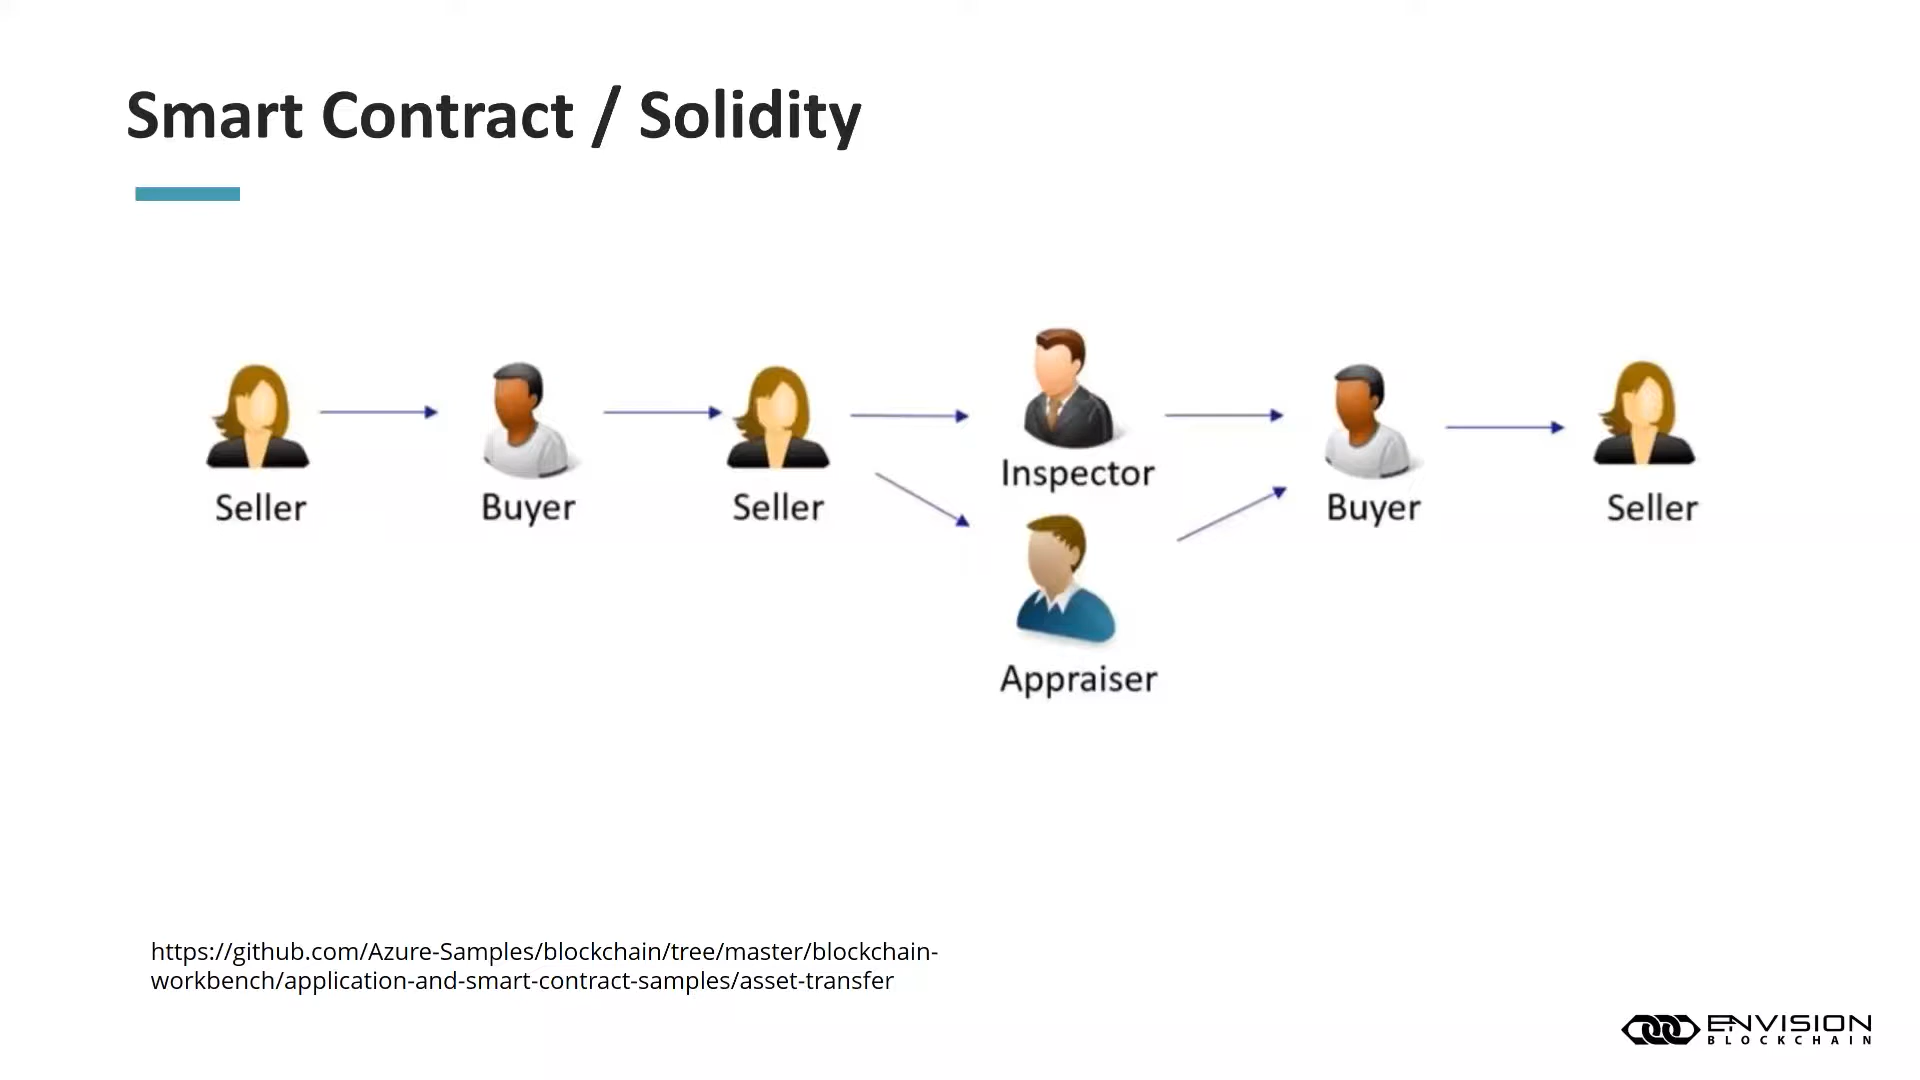 Smart Contract / Solidity
Seller
Buyer
Seller
Inspector
Appraiser
Buyer
Seller
https://github.com/Azure-Samples/blockchain/tree/master/blockchain-
workbench/application-and-smart-contract-samples/asset-transfer
ENVISION
BLOCKCHAIN